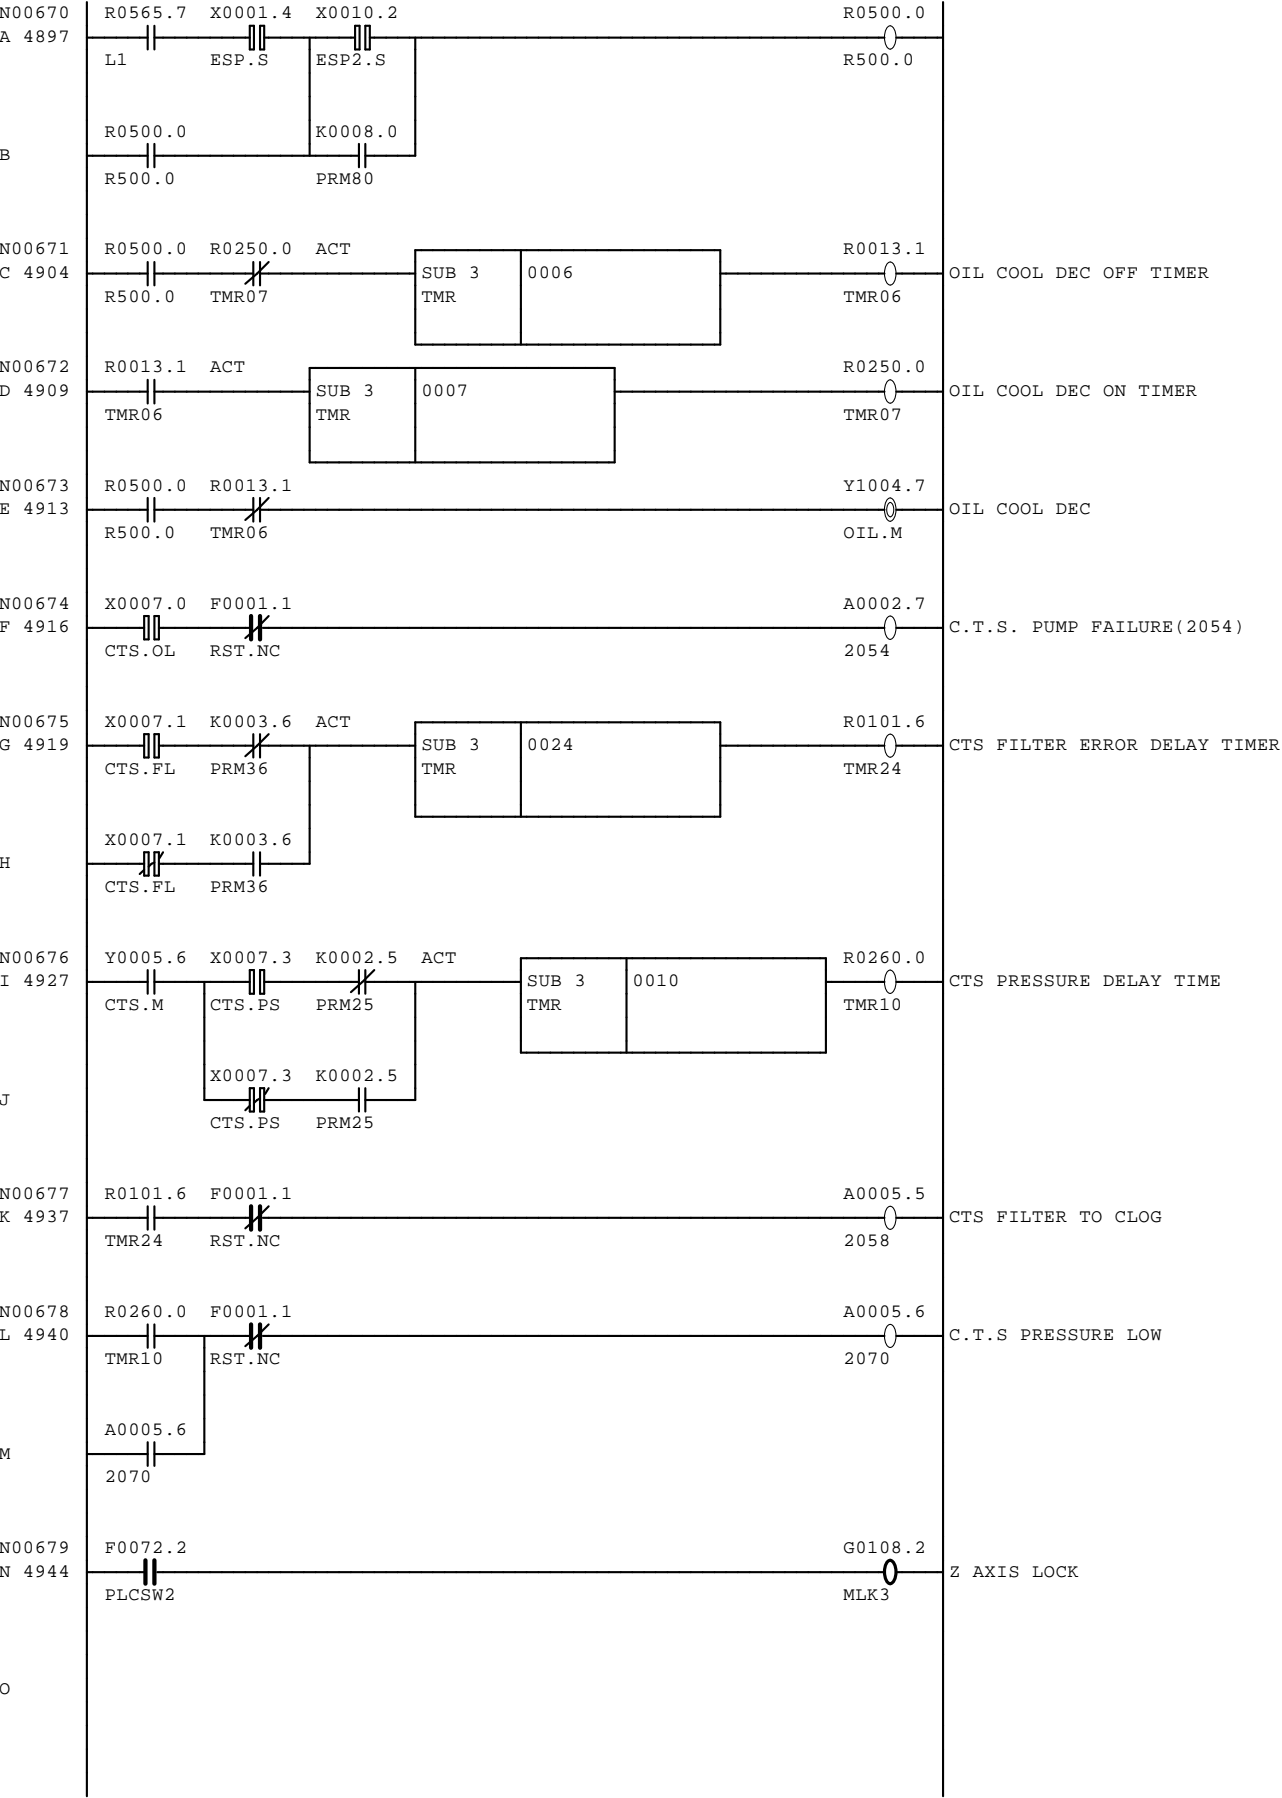 N00670 R0565.7 X0001.4 X0010.2 R0500.0
A 4897
L1 ESP.S ESP2.S R500.0
R0500.0 K0008.0
B
R500.0 PRM80
N00671 R0500.0 R0250.0 ACT R0013.1
C 4904 SUB 3 0006 OIL COOL DEC OFF TIMER
R500.0 TMR07 TMR TMR06
N00672 R0013.1 ACT R0250.0
D 4909 SUB 3 0007 OIL COOL DEC ON TIMER
TMR06 TMR TMR07
N00673 R0500.0 R0013.1 Y1004.7
E 4913 OIL COOL DEC
R500.0 TMR06 OIL.M
N00674 X0007.0 F0001.1 A0002.7
F 4916 C.T.S. PUMP FAILURE(2054)
CTS.OL RST.NC 2054
N00675 X0007.1 K0003.6 ACT R0101.6
G 4919 SUB 3 0024 CTS FILTER ERROR DELAY TIMER
CTS.FL PRM36 TMR TMR24
X0007.1 K0003.6
H
CTS.FL PRM36
N00676 Y0005.6 X0007.3 K0002.5 ACT R0260.0
I 4927 SUB 3 0010 CTS PRESSURE DELAY TIME
CTS.M CTS.PS PRM25 TMR TMR10
X0007.3 K0002.5
J
CTS.PS PRM25
N00677 R0101.6 F0001.1 A0005.5
K 4937 CTS FILTER TO CLOG
TMR24 RST.NC 2058
N00678 R0260.0 F0001.1 A0005.6
L 4940 C.T.S PRESSURE LOW
TMR10 RST.NC 2070
A0005.6
M
2070
N00679 F0072.2 G0108.2
N 4944 Z AXIS LOCK
PLCSW2 MLK3
O